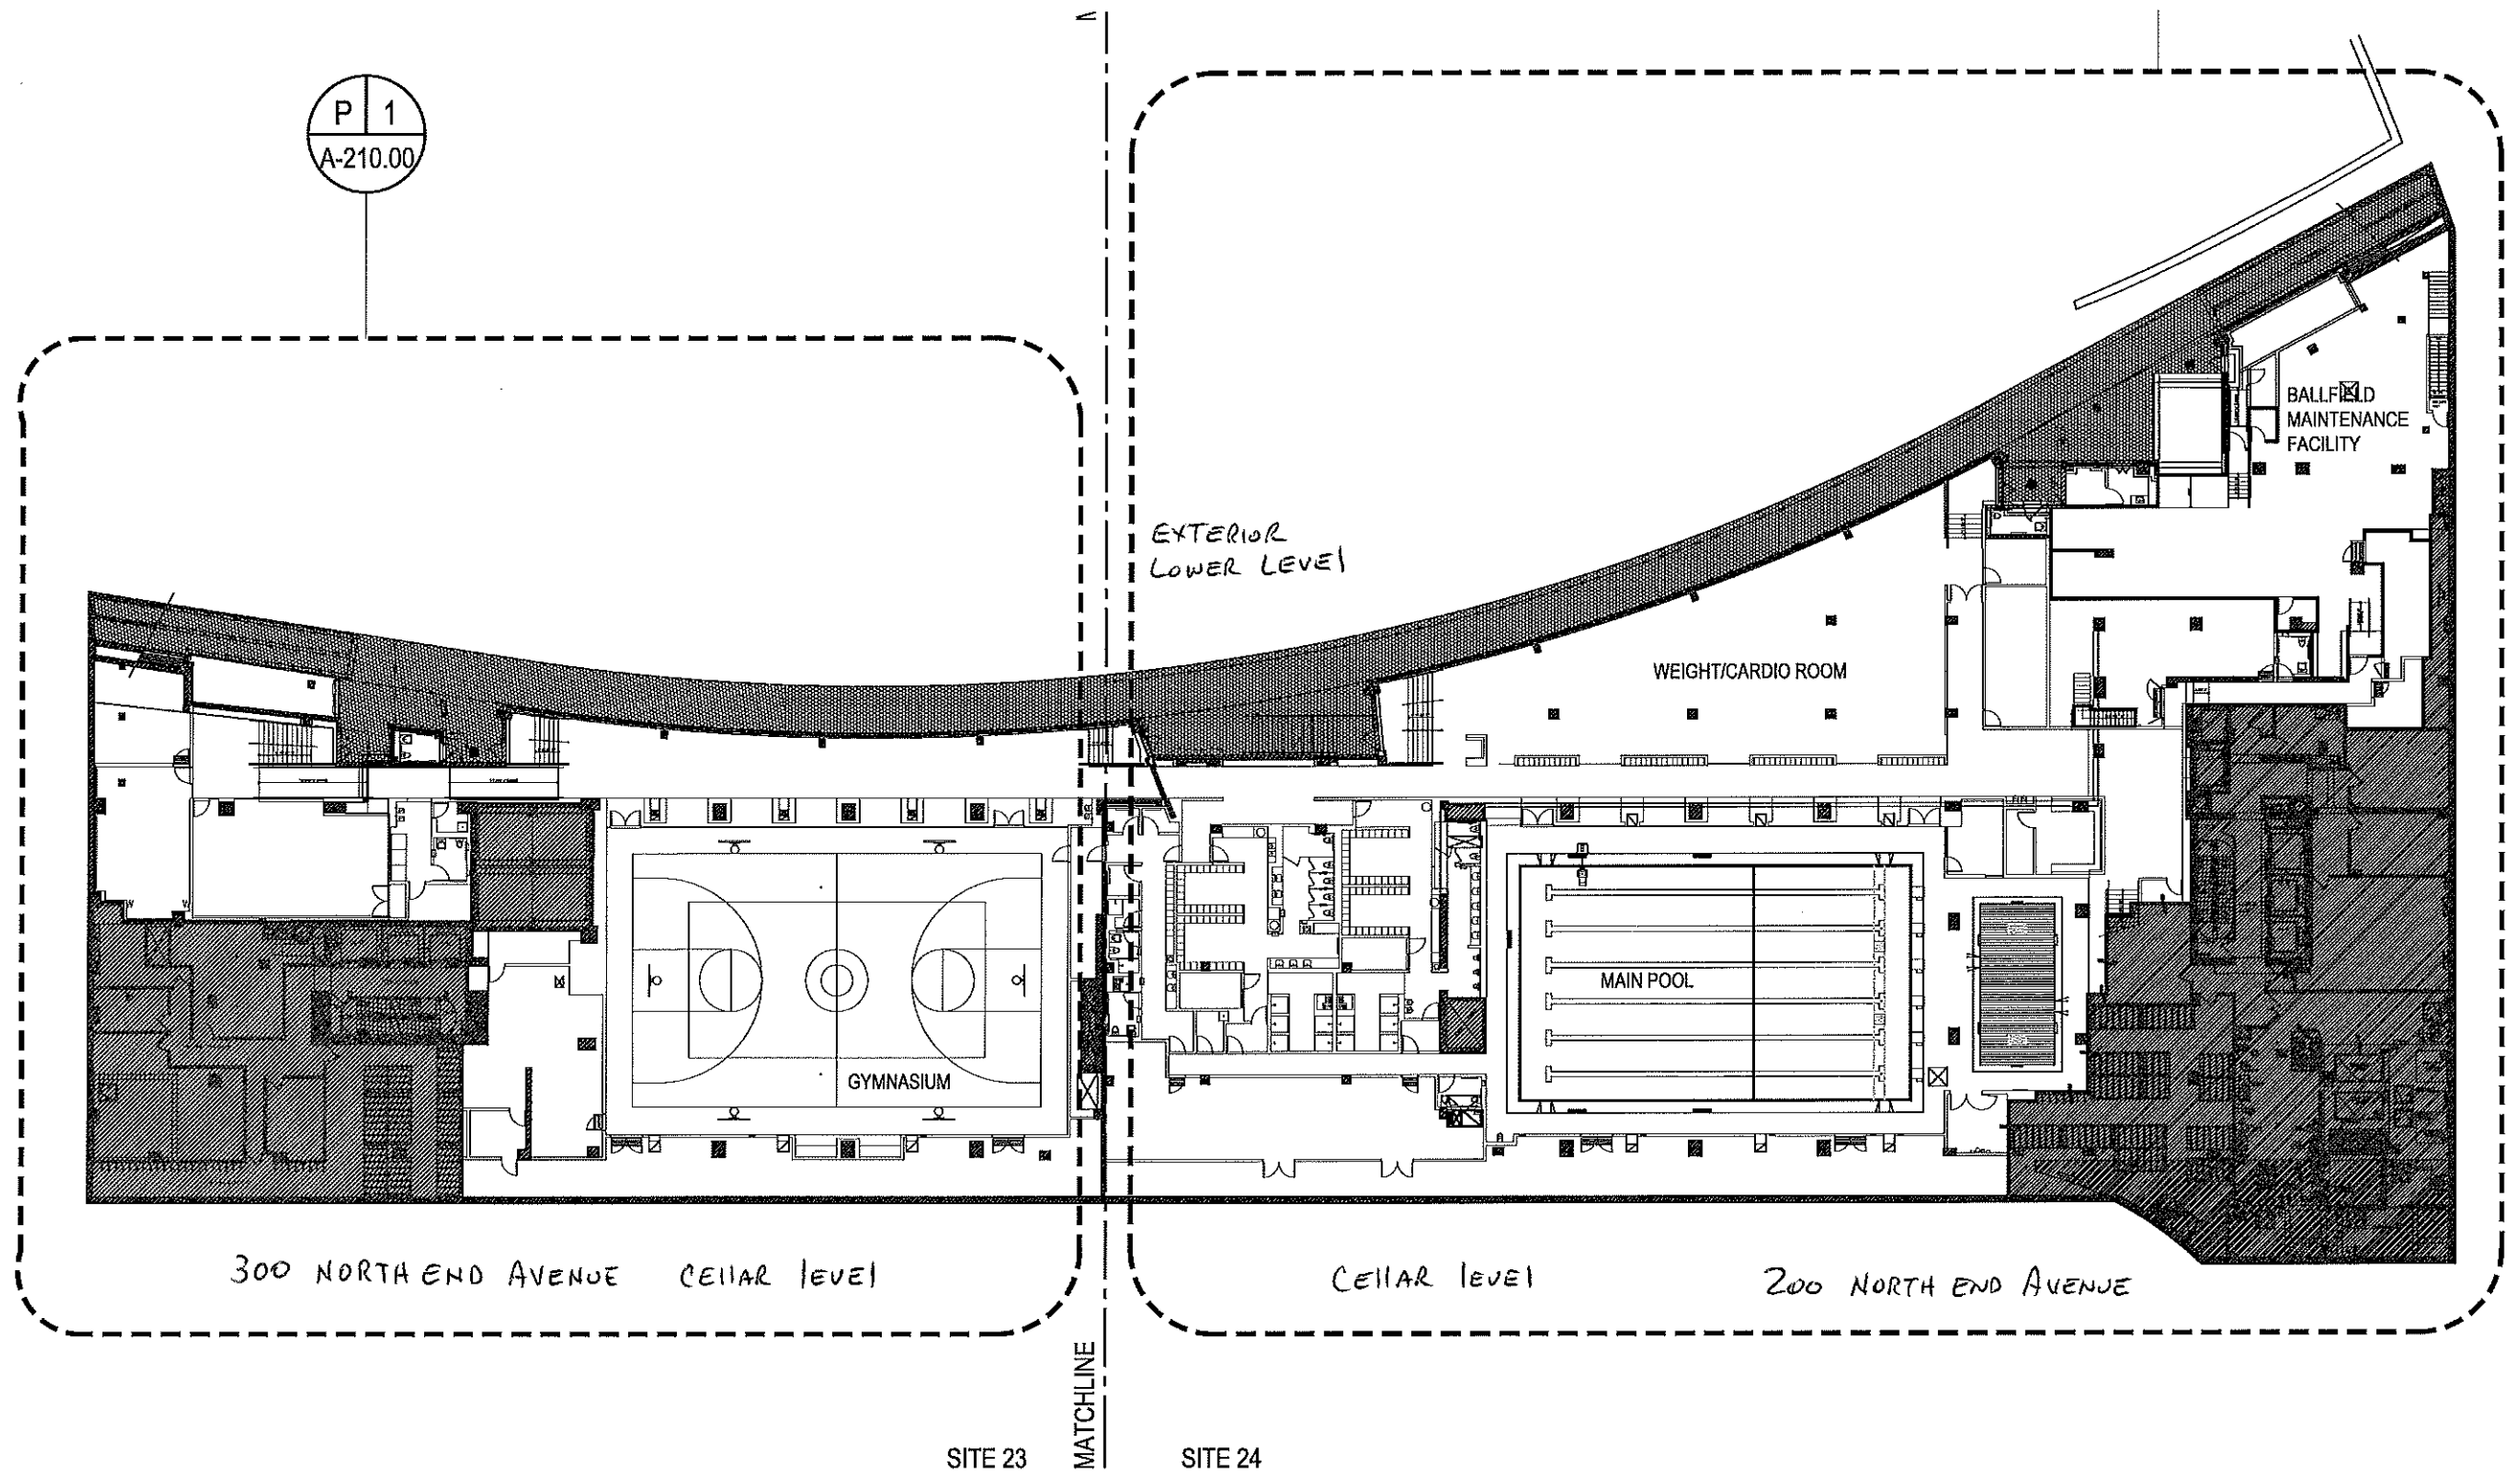 P 1
A-210.00
BALLFIELD
MAINTENANCE
FACILITY
EXTERIOR
LOWER LEVEL
WEIGHT/CARDIO ROOM
MAIN POOL
GYMNASIUM
300 NORTH END AVENUE CEllAR lEVEl
CEllAR lEVEl 200 NORTH END AVENUE
MATCHLINE
SITE 23
SITE 24